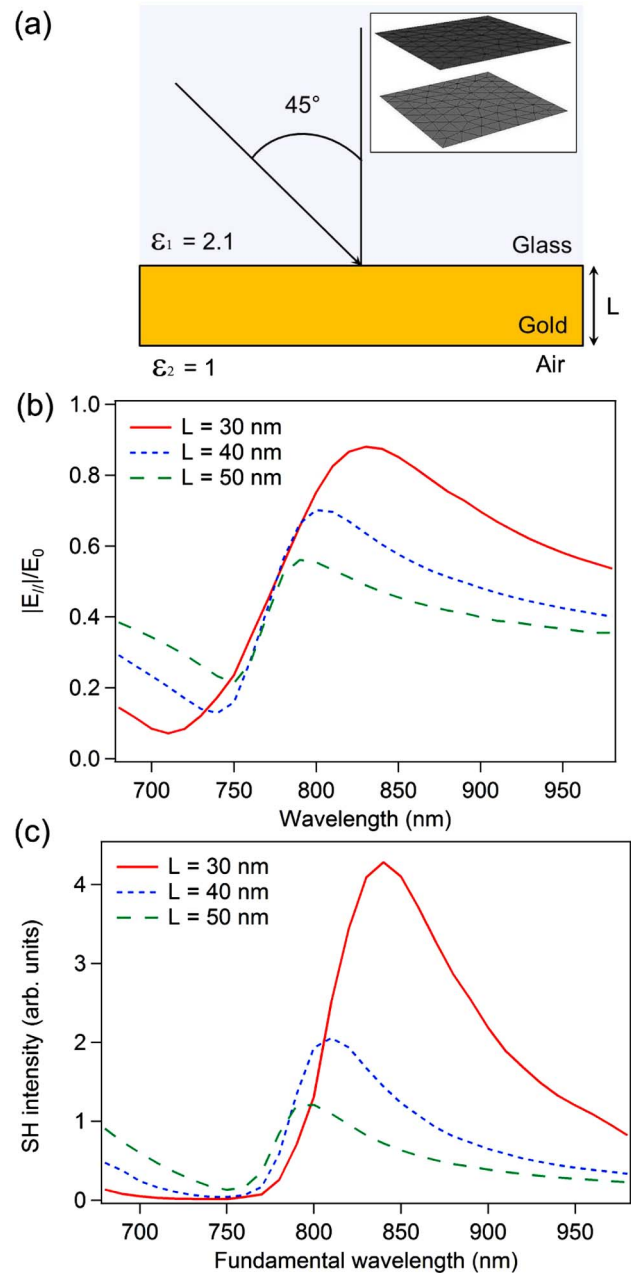 (a)
45°
ε1 = 2.1
Glass
Gold
L
ε2 = 1
Air
(b)
1.0
0.8
0.6
0.4
0.2
0.0
|E//|/E0
L = 30 nm
L = 40 nm
L = 50 nm
700 750 800 850 900 950
Wavelength (nm)
(c)
4
3
2
1
0
SH intensity (arb. units)
L = 30 nm
L = 40 nm
L = 50 nm
700 750 800 850 900 950
Fundamental wavelength (nm)